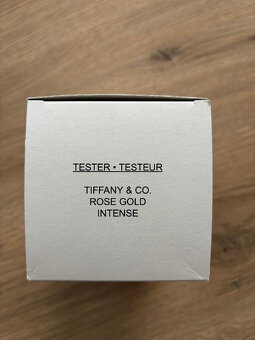 TESTER • TESTEUR
TIFFANY & CO.
ROSE GOLD
INTENSE